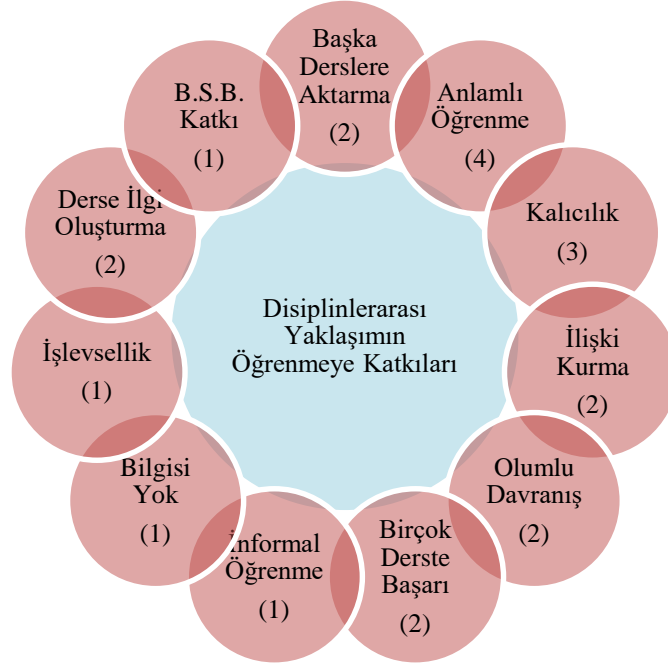 Başka
Derslere
Aktarma
(2)
Anlamlı
Öğrenme
(4)
Kalıcılık
(3)
İlişki
Kurma
(2)
Olumlu
Davranış
(2)
Birçok
Derste
Başarı
(2)
İnformal
Öğrenme
(1)
Bilgisi
Yok
(1)
İşlevsellik
(1)
Derse İlgi
Oluşturma
(2)
B.S.B.
Katkı
(1)
Disiplinlerarası
Yaklaşımın
Öğrenmeye Katkıları